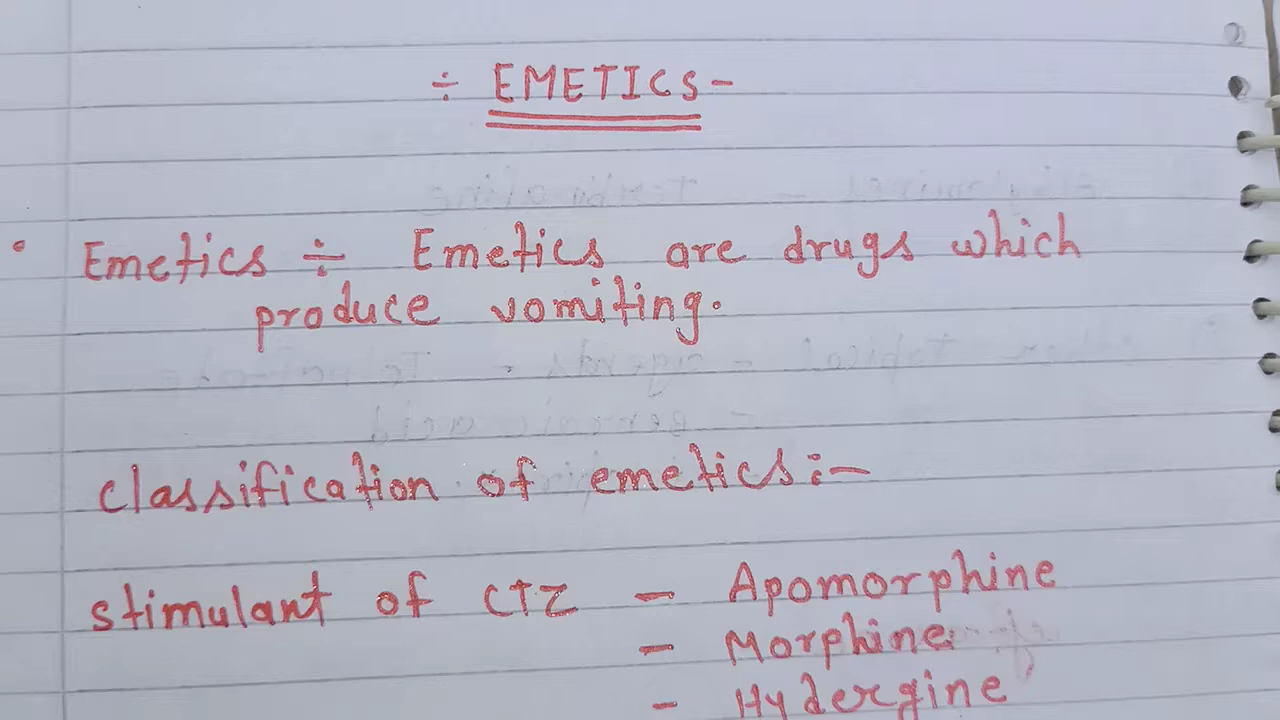 ÷ EMETICS-
• Emetics ÷ Emetics are drugs which
produce vomiting.
classification of emetics:-
stimulant of CTZ - Apomorphine
- Morphine
- Hydergine